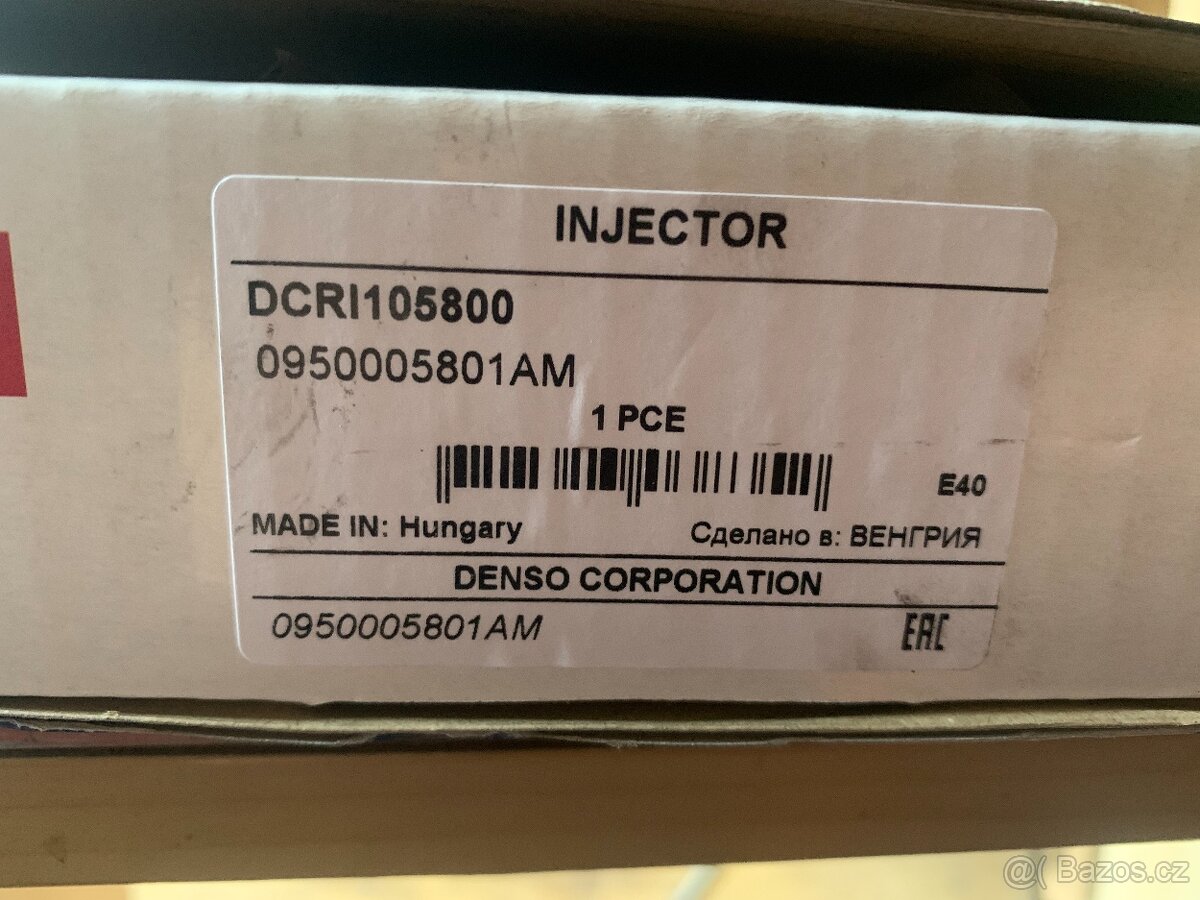 INJECTOR
DCRI105800
0950005801AM
1 PCE
E40
MADE IN: Hungary Сделано в: ВЕНГРИЯ
DENSO CORPORATION
0950005801AM EAC
@( Bazos.cz